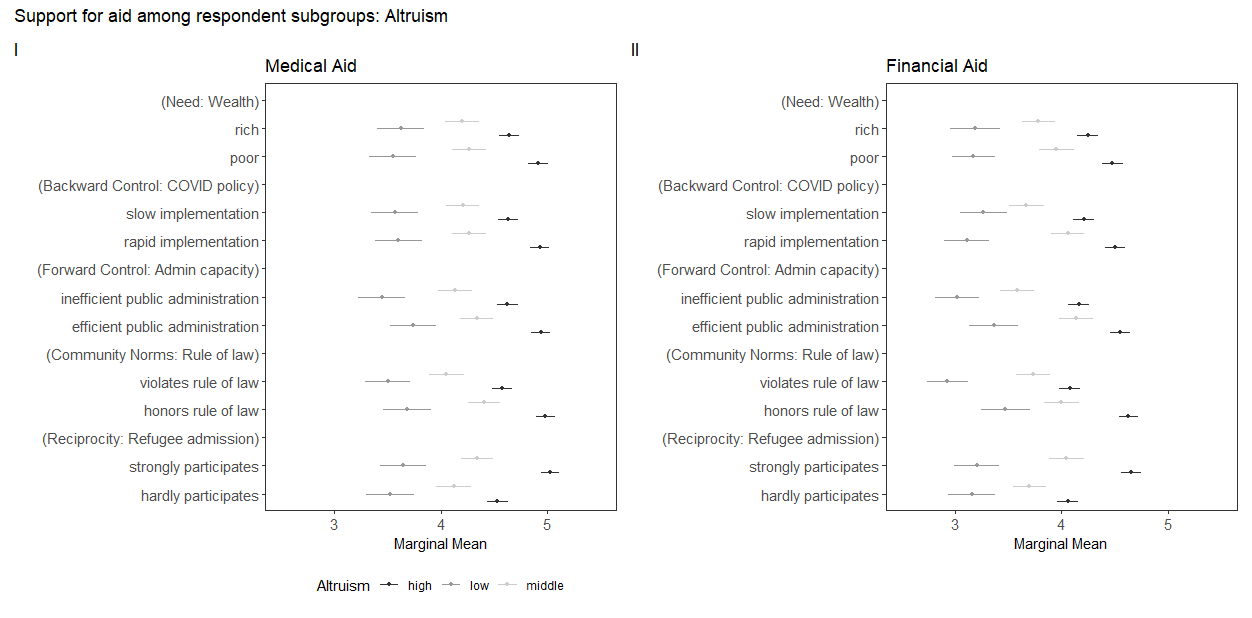 Support for aid among respondent subgroups: Altruism
I
Medical Aid
(Need: Wealth)
rich
poor
(Backward Control: COVID policy)
slow implementation
rapid implementation
(Forward Control: Admin capacity)
inefficient public administration
efficient public administration
(Community Norms: Rule of law)
violates rule of law
honors rule of law
(Reciprocity: Refugee admission)
strongly participates
hardly participates
3 4 5
Marginal Mean
Altruism high low middle
II
Financial Aid
(Need: Wealth)
rich
poor
(Backward Control: COVID policy)
slow implementation
rapid implementation
(Forward Control: Admin capacity)
inefficient public administration
efficient public administration
(Community Norms: Rule of law)
violates rule of law
honors rule of law
(Reciprocity: Refugee admission)
strongly participates
hardly participates
3 4 5
Marginal Mean